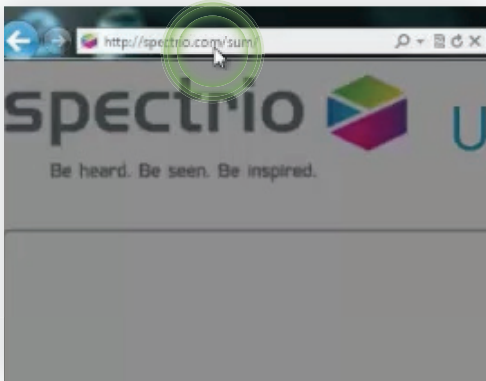 http://spectrio.com/sum/
spectrio
U
Be heard. Be seen. Be inspired.